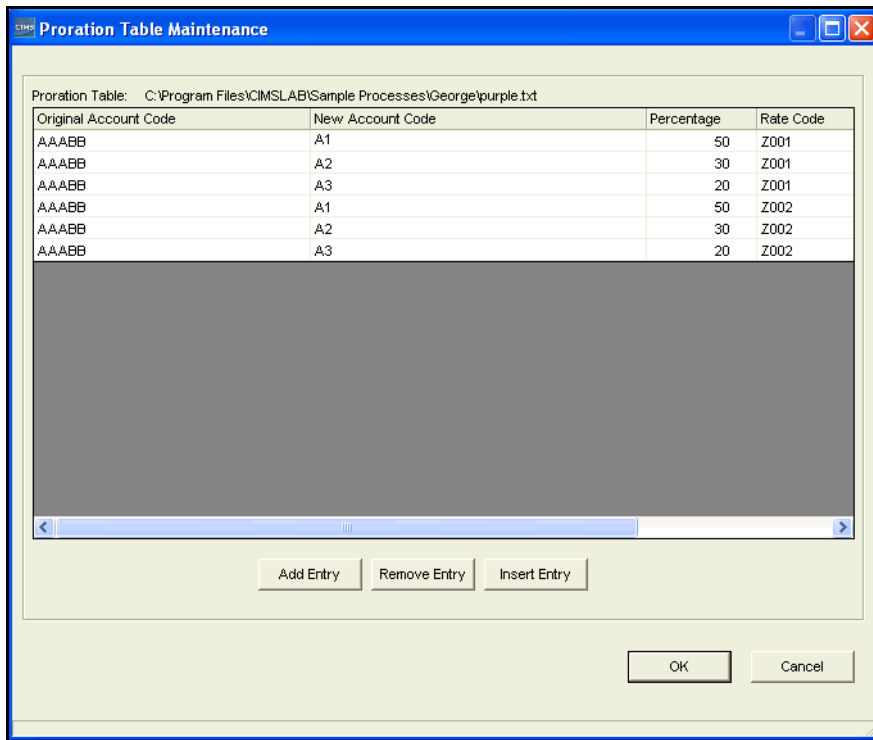 CIMS Proration Table Maintenance
Proration Table: C:\Program Files\CIMSLAB\Sample Processes\George\purple.txt
Original Account Code New Account Code Percentage Rate Code
AAABB A1 50 Z001
AAABB A2 30 Z001
AAABB A3 20 Z001
AAABB A1 50 Z002
AAABB A2 30 Z002
AAABB A3 20 Z002
Add Entry Remove Entry Insert Entry
OK Cancel